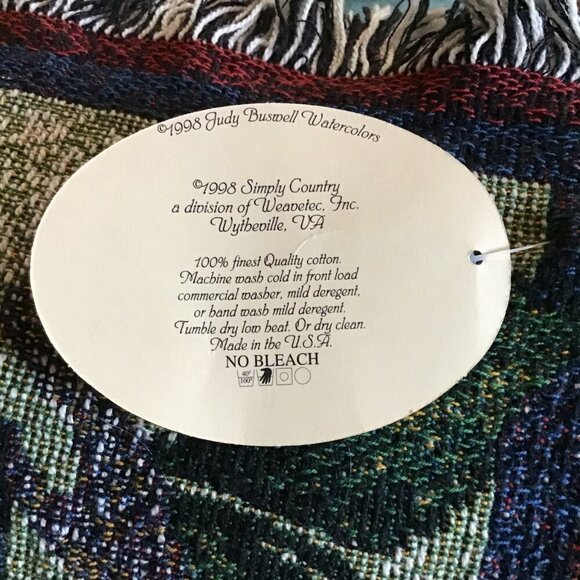 ©1998 Judy Buswell Watercolors
©1998 Simply Country
a division of Weavetec, Inc.
Wytheville, VA
100% finest Quality cotton.
Machine wash cold in front load
commercial washer, mild deregent,
or hand wash mild deregent.
Tumble dry low heat. Or dry clean.
Made in the U.S.A.
NO BLEACH
40°
100°